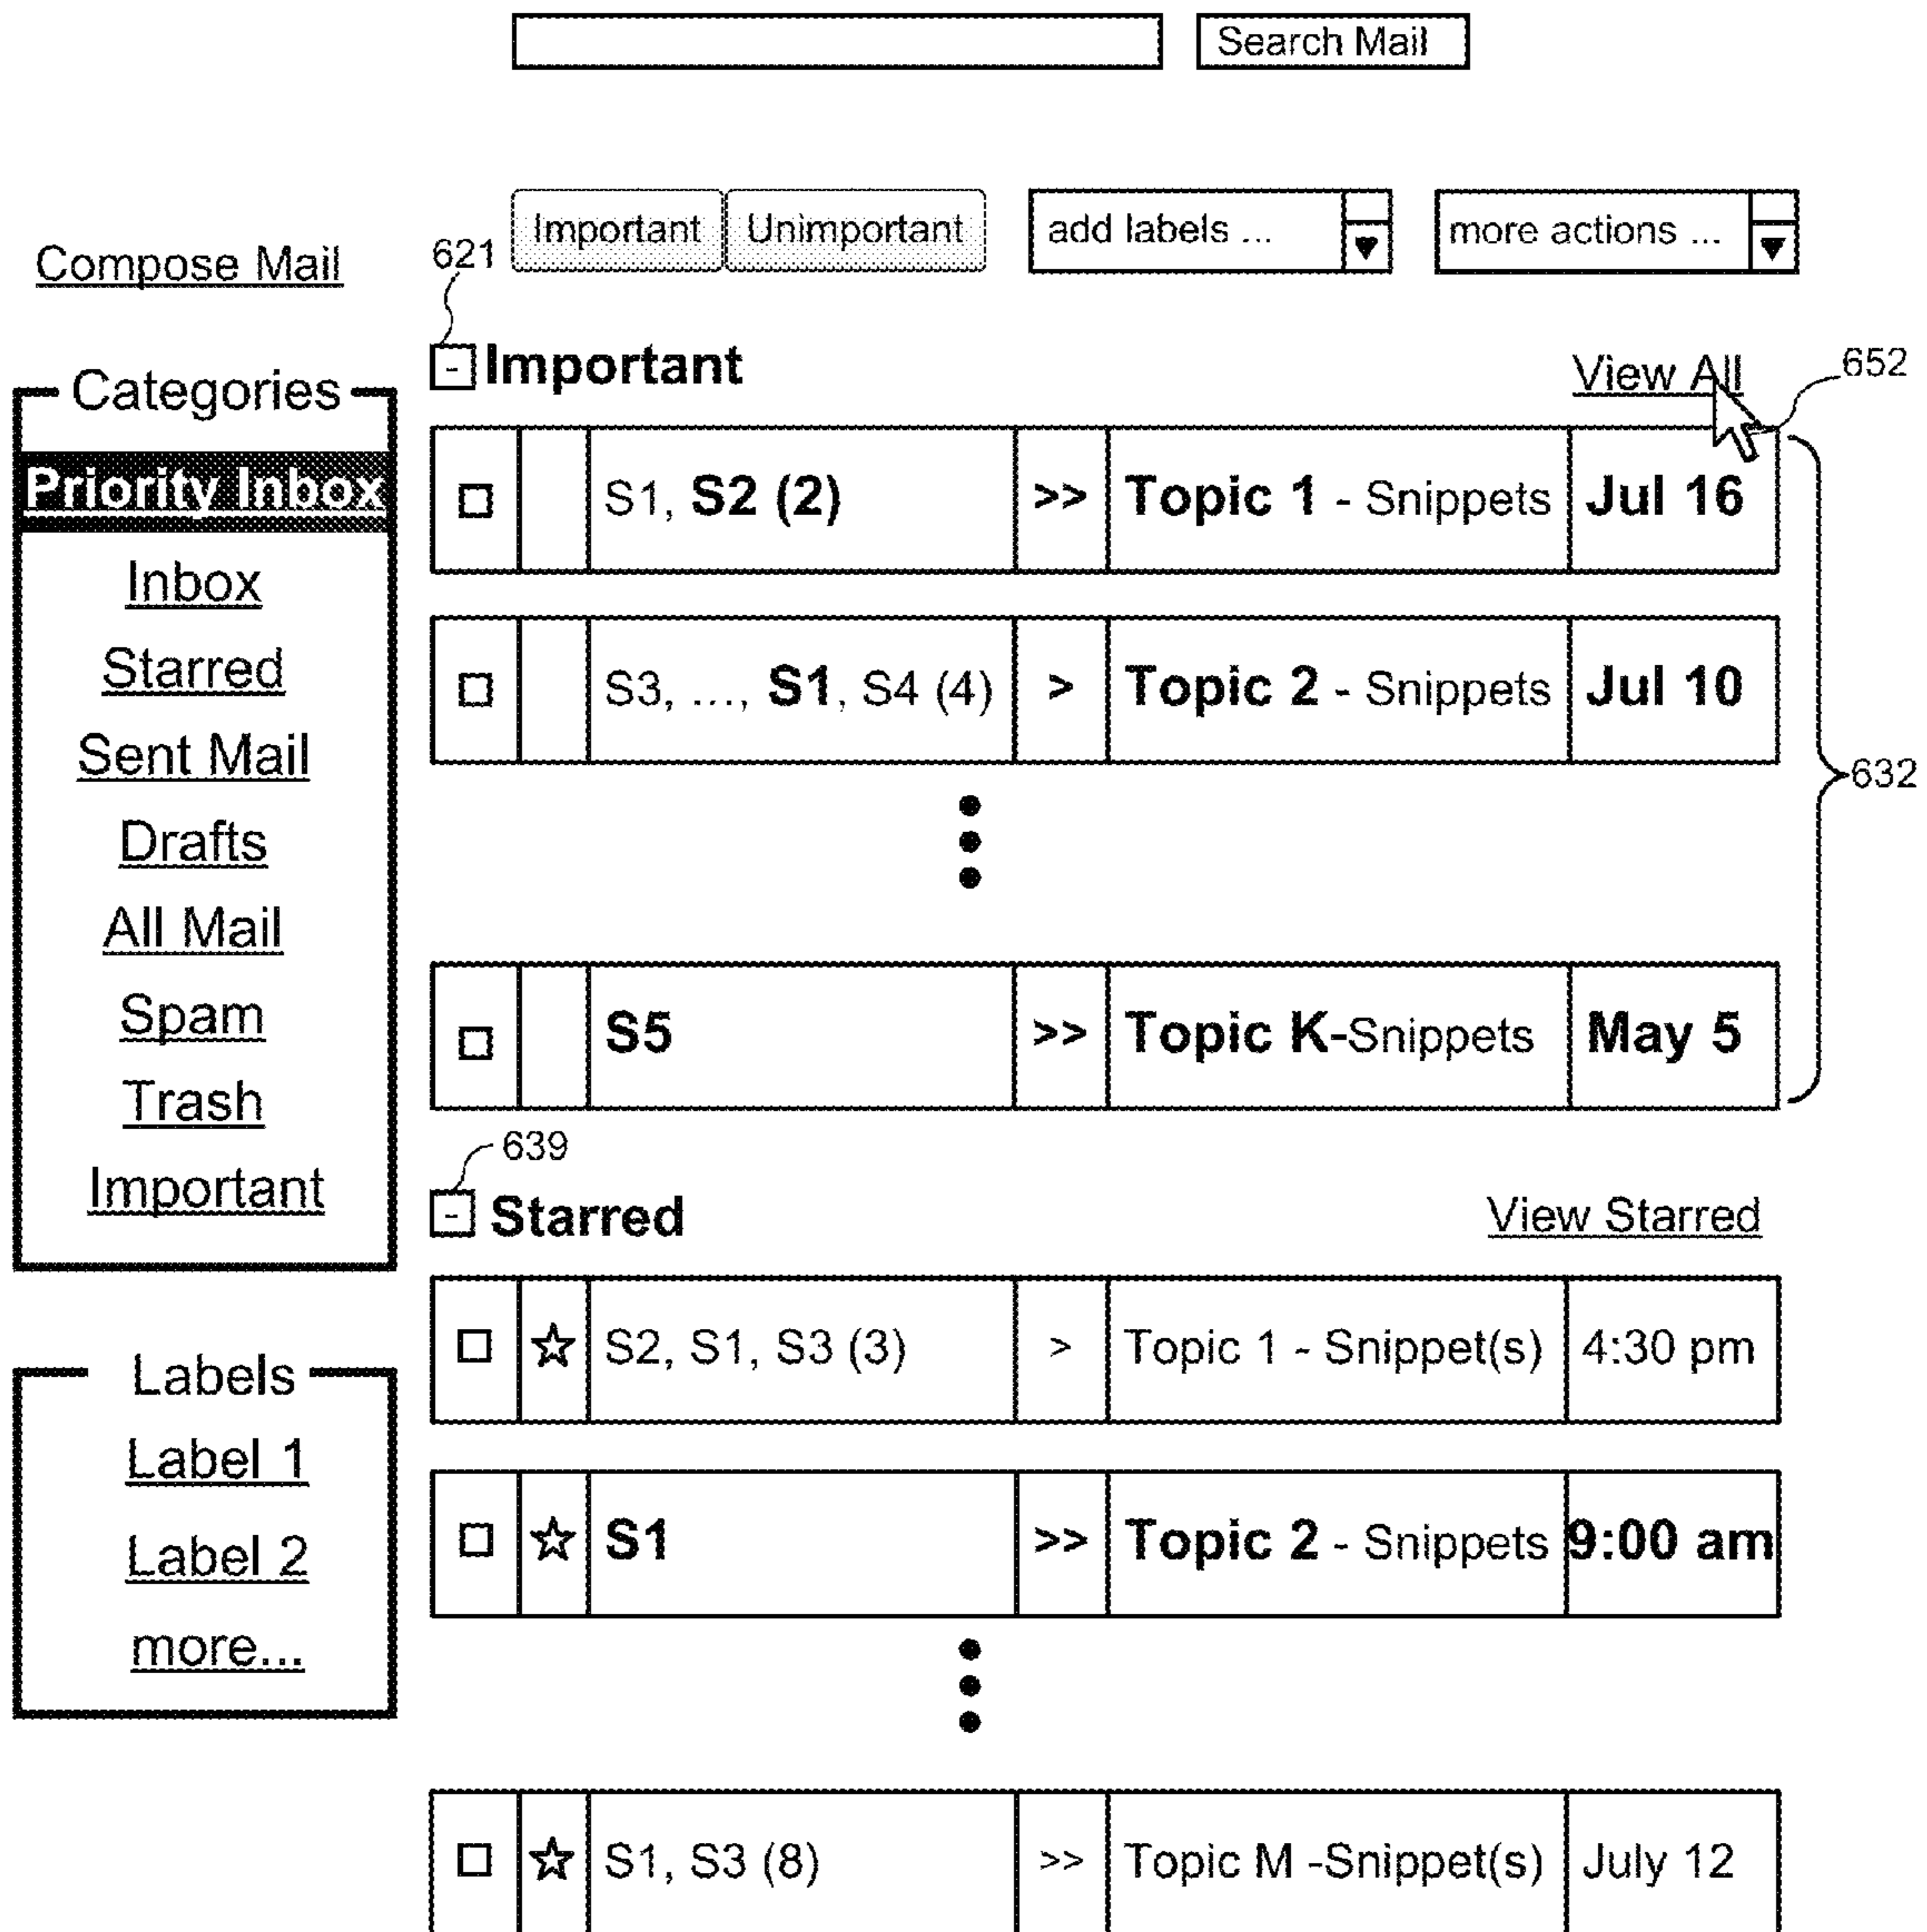 Search Mail
Important Unimportant add labels ... more actions ...
621
Compose Mail
- Important View All 652
Categories
Priority Inbox
Inbox
Starred
Sent Mail
Drafts
All Mail
Spam
Trash
Important
S1, S2 (2) >> Topic 1 - Snippets Jul 16
S3, ..., S1, S4 (4) > Topic 2 - Snippets Jul 10
632
S5 >> Topic K-Snippets May 5
639
- Starred View Starred
S2, S1, S3 (3) > Topic 1 - Snippet(s) 4:30 pm
Labels
Label 1
Label 2
more...
S1 >> Topic 2 - Snippets 9:00 am
S1, S3 (8) >> Topic M -Snippet(s) July 12